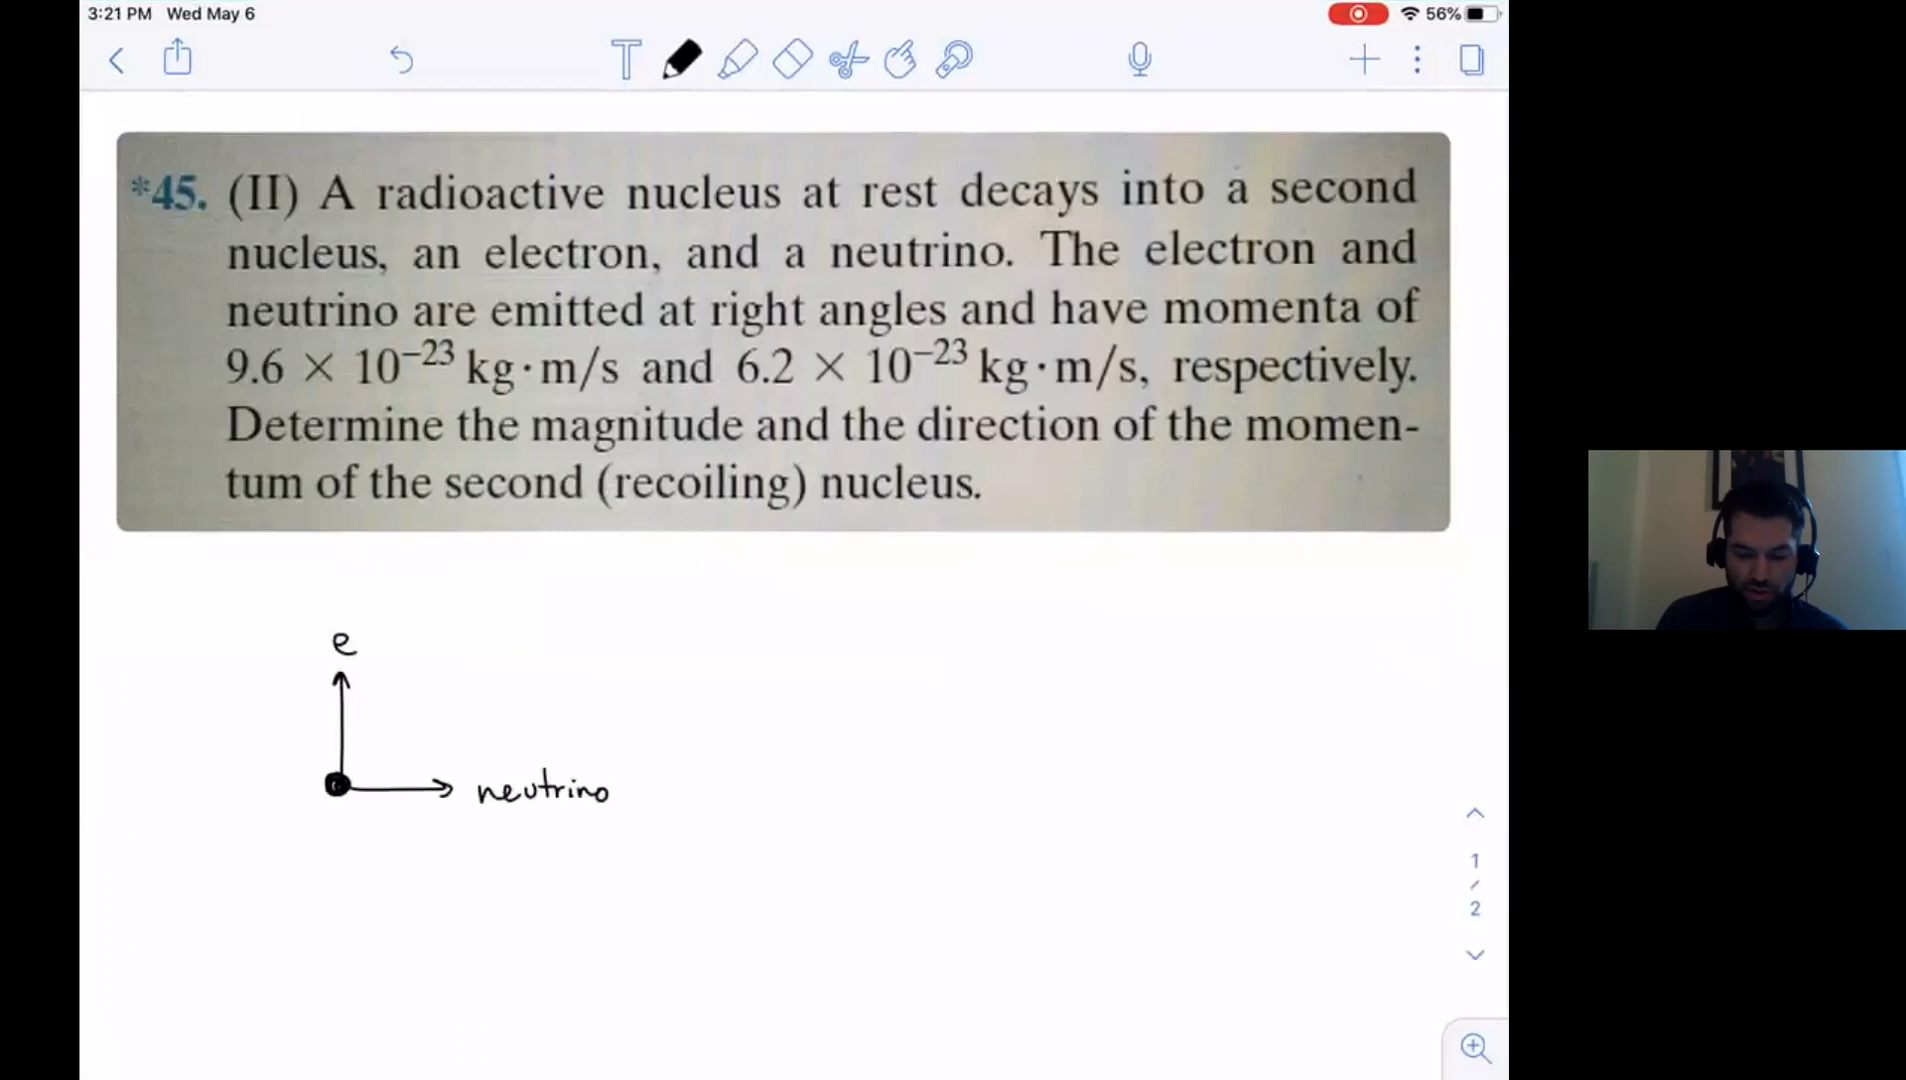 3:21 PM Wed May 6
56%
T
*45. (II) A radioactive nucleus at rest decays into a second
nucleus, an electron, and a neutrino. The electron and
neutrino are emitted at right angles and have momenta of
9.6 × 10⁻²³ kg·m/s and 6.2 × 10⁻²³ kg·m/s, respectively.
Determine the magnitude and the direction of the momen-
tum of the second (recoiling) nucleus.
e
neutrino
1
/
2